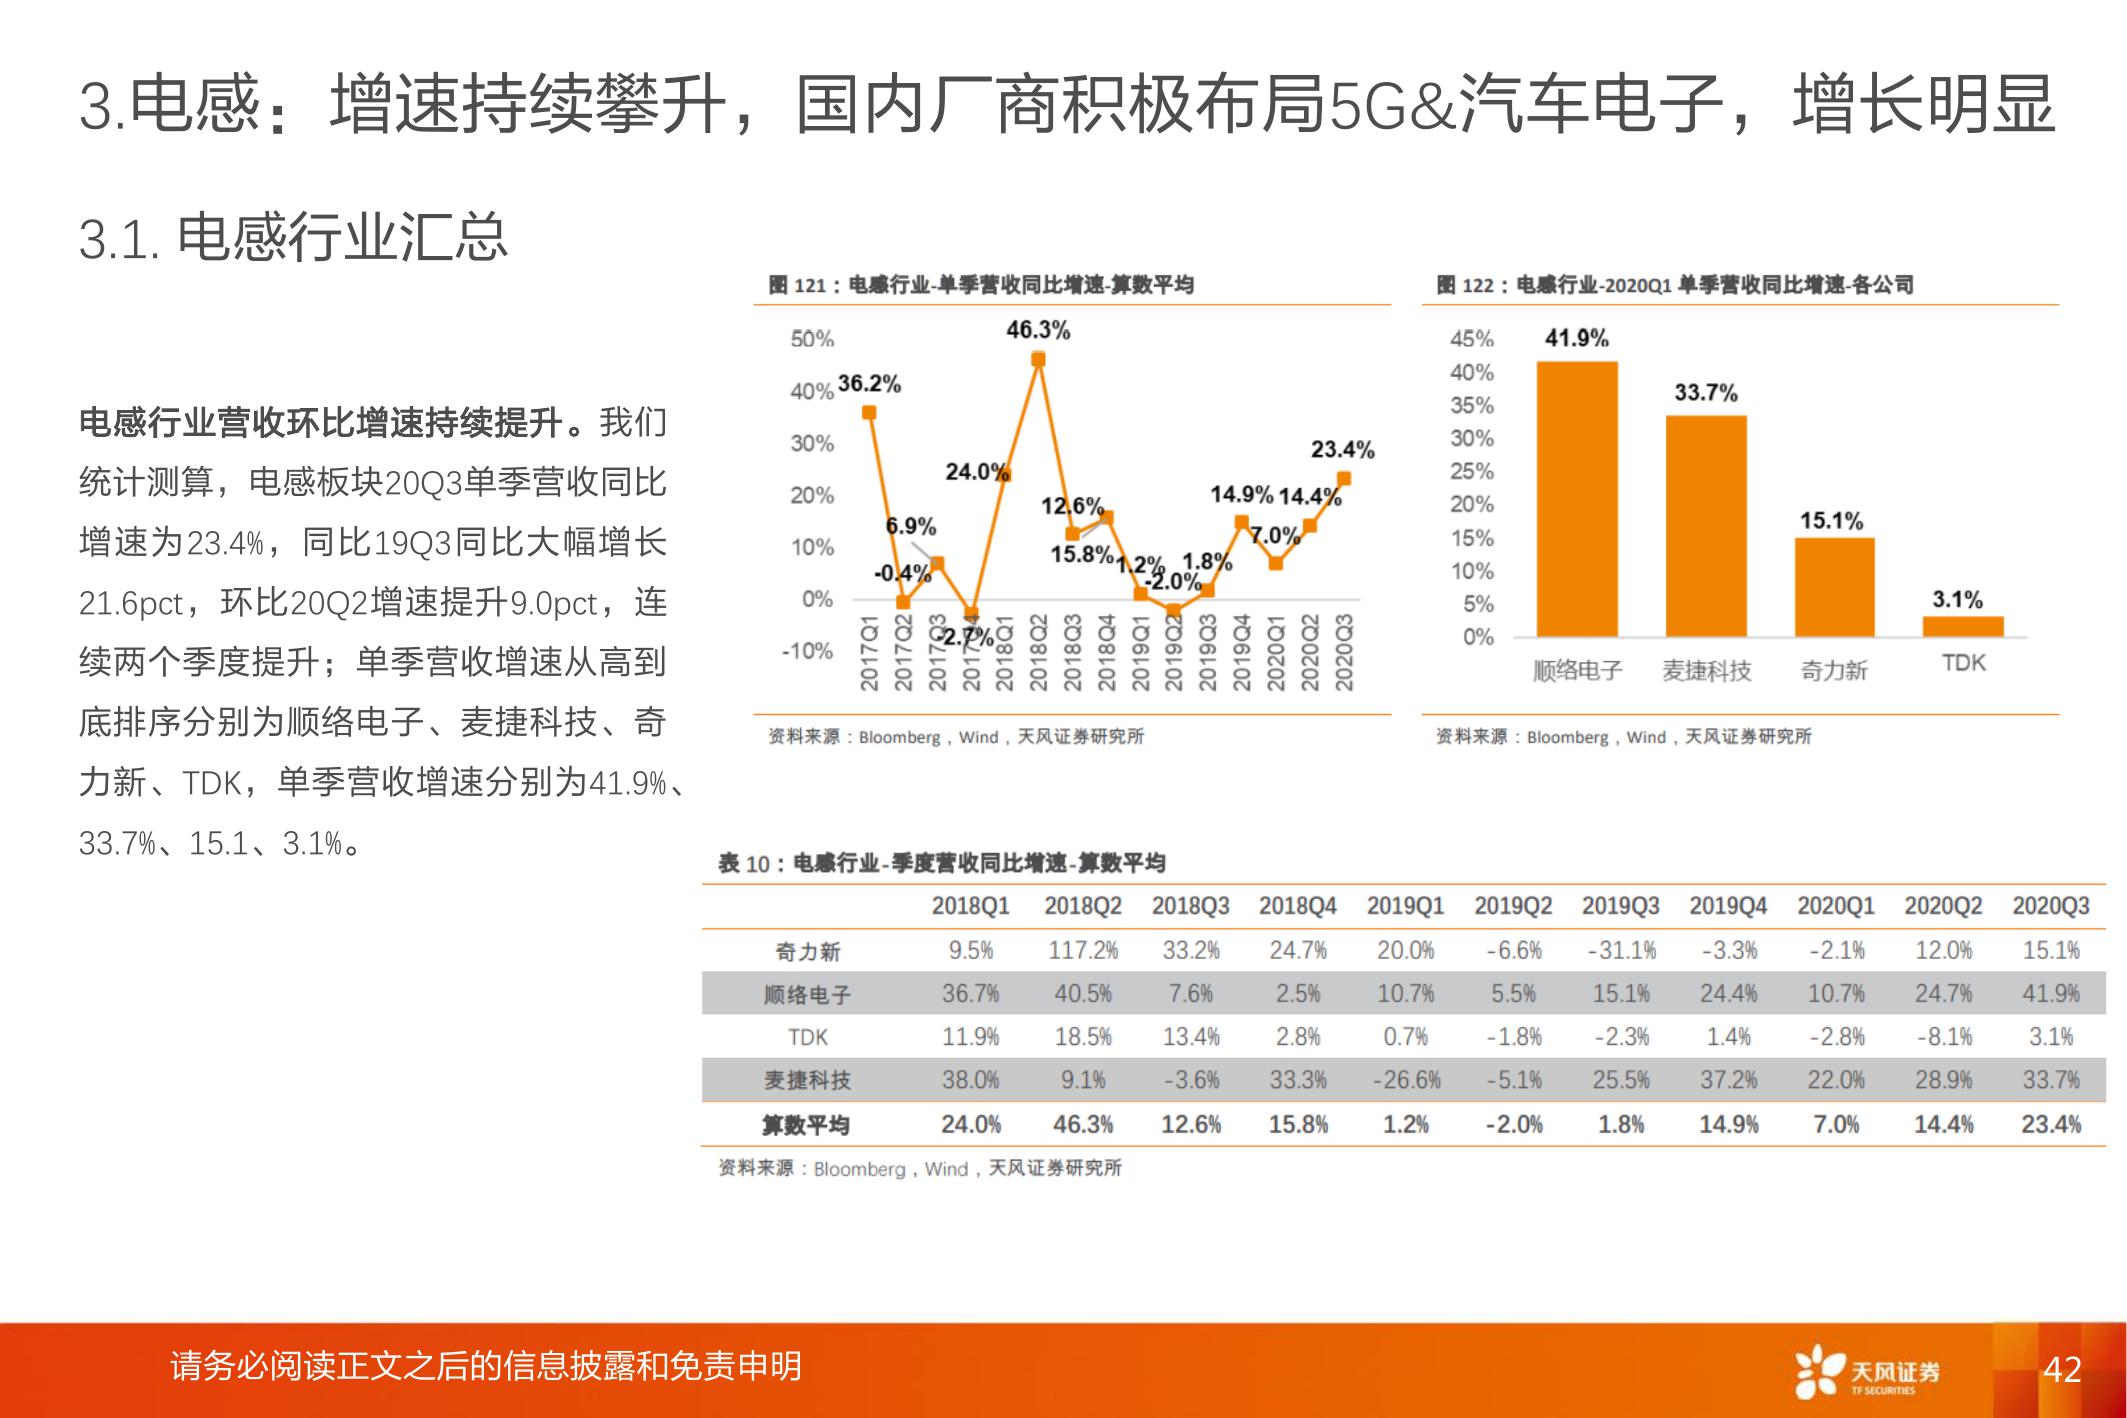 3.电感：增速持续攀升，国内厂商积极布局5G&汽车电子，增长明显
3.1. 电感行业汇总
电感行业营收环比增速持续提升。我们
统计测算，电感板块20Q3单季营收同比
增速为23.4%，同比19Q3同比大幅增长
21.6pct，环比20Q2增速提升9.0pct，连
续两个季度提升；单季营收增速从高到
底排序分别为顺络电子、麦捷科技、奇
力新、TDK，单季营收增速分别为41.9%、
33.7%、15.1、3.1%。
图 121：电感行业-单季营收同比增速-算数平均
50%
40%
30%
20%
10%
0%
-10%
36.2%
-0.4%
6.9%
-2.7%
24.0%
46.3%
12.6%
15.8%
1.2%
-2.0%
1.8%
14.9%
7.0%
14.4%
23.4%
2017Q1
2017Q2
2017Q3
2017Q4
2018Q1
2018Q2
2018Q3
2018Q4
2019Q1
2019Q2
2019Q3
2019Q4
2020Q1
2020Q2
2020Q3
资料来源：Bloomberg，Wind，天风证券研究所
图 122：电感行业-2020Q1 单季营收同比增速-各公司
45%
40%
35%
30%
25%
20%
15%
10%
5%
0%
41.9%
33.7%
15.1%
3.1%
顺络电子 麦捷科技 奇力新 TDK
资料来源：Bloomberg，Wind，天风证券研究所
表 10：电感行业-季度营收同比增速-算数平均
2018Q1 2018Q2 2018Q3 2018Q4 2019Q1 2019Q2 2019Q3 2019Q4 2020Q1 2020Q2 2020Q3
奇力新 9.5% 117.2% 33.2% 24.7% 20.0% -6.6% -31.1% -3.3% -2.1% 12.0% 15.1%
顺络电子 36.7% 40.5% 7.6% 2.5% 10.7% 5.5% 15.1% 24.4% 10.7% 24.7% 41.9%
TDK 11.9% 18.5% 13.4% 2.8% 0.7% -1.8% -2.3% 1.4% -2.8% -8.1% 3.1%
麦捷科技 38.0% 9.1% -3.6% 33.3% -26.6% -5.1% 25.5% 37.2% 22.0% 28.9% 33.7%
算数平均 24.0% 46.3% 12.6% 15.8% 1.2% -2.0% 1.8% 14.9% 7.0% 14.4% 23.4%
资料来源：Bloomberg，Wind，天风证券研究所
请务必阅读正文之后的信息披露和免责申明
天风证券
TF SECURITIES
42